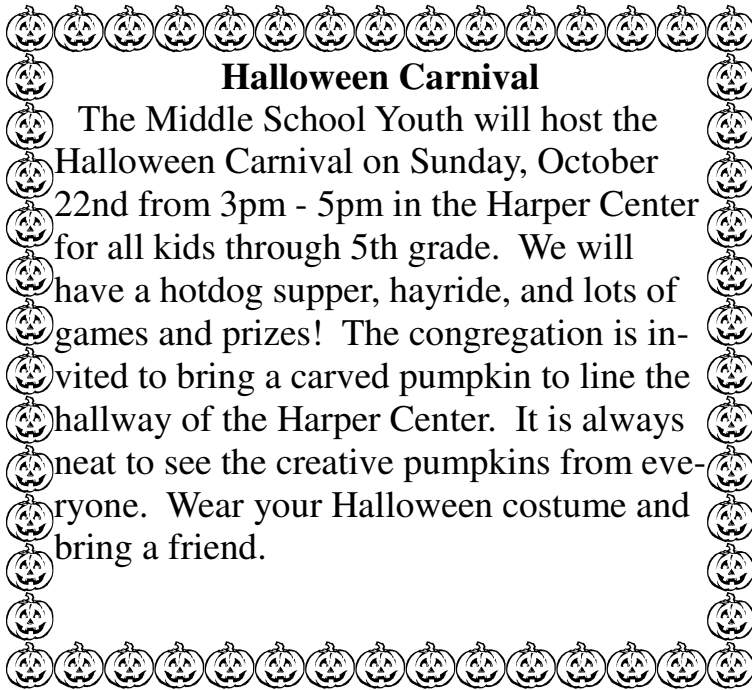 Halloween Carnival
The Middle School Youth will host the
Halloween Carnival on Sunday, October
22nd from 3pm - 5pm in the Harper Center
for all kids through 5th grade.  We will
have a hotdog supper, hayride, and lots of
games and prizes!  The congregation is in-
vited to bring a carved pumpkin to line the
hallway of the Harper Center.  It is always
neat to see the creative pumpkins from eve-
ryone.  Wear your Halloween costume and
bring a friend.